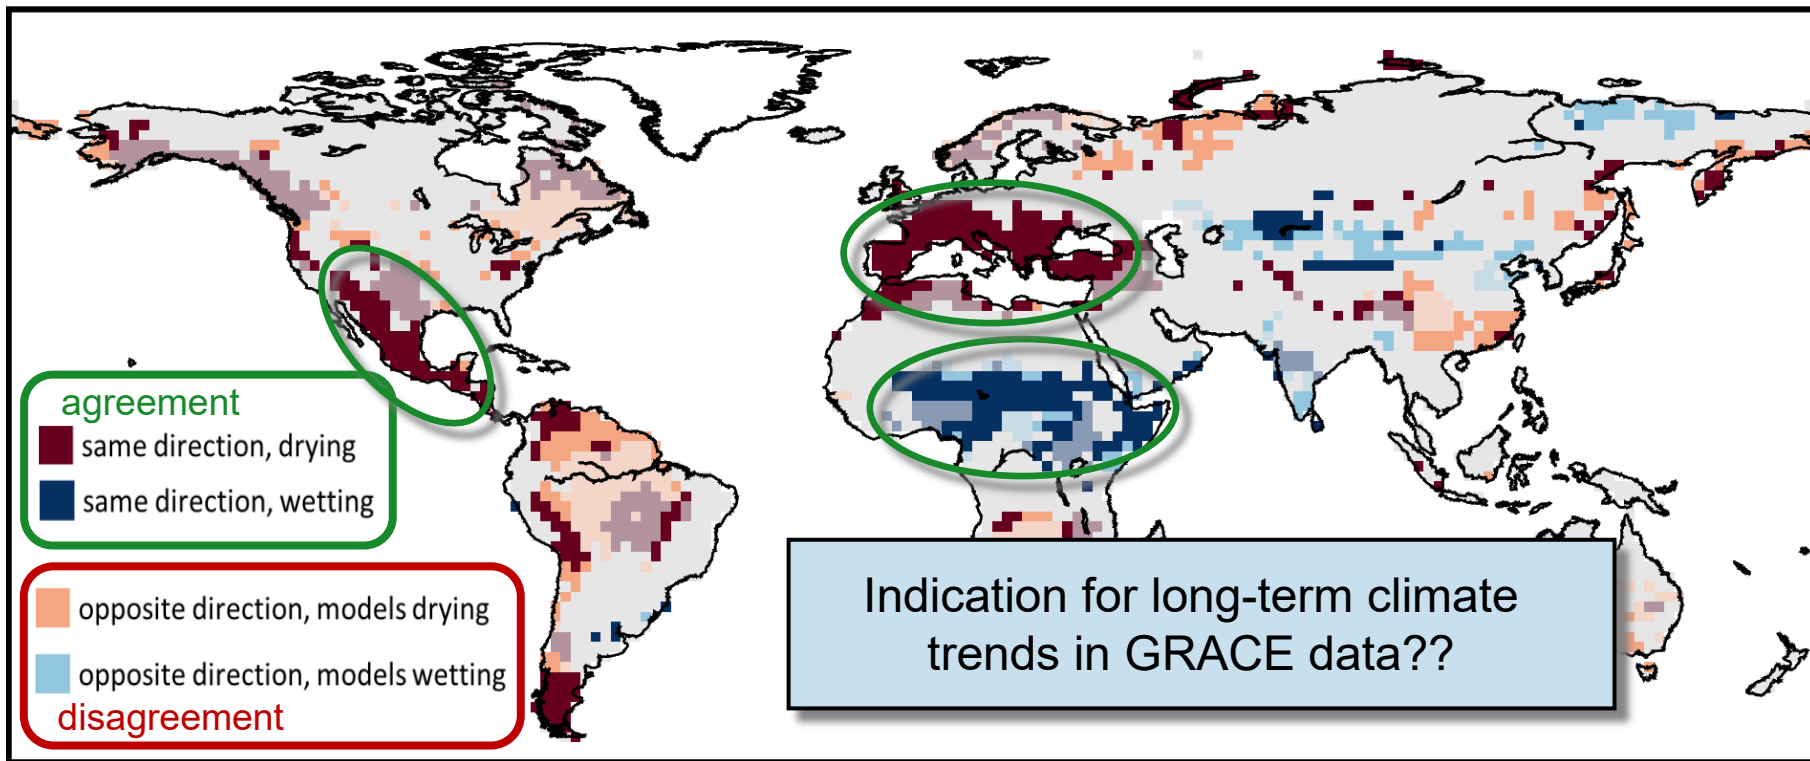 agreement
same direction, drying
same direction, wetting
opposite direction, models drying
opposite direction, models wetting
disagreement
Indication for long-term climate
trends in GRACE data??